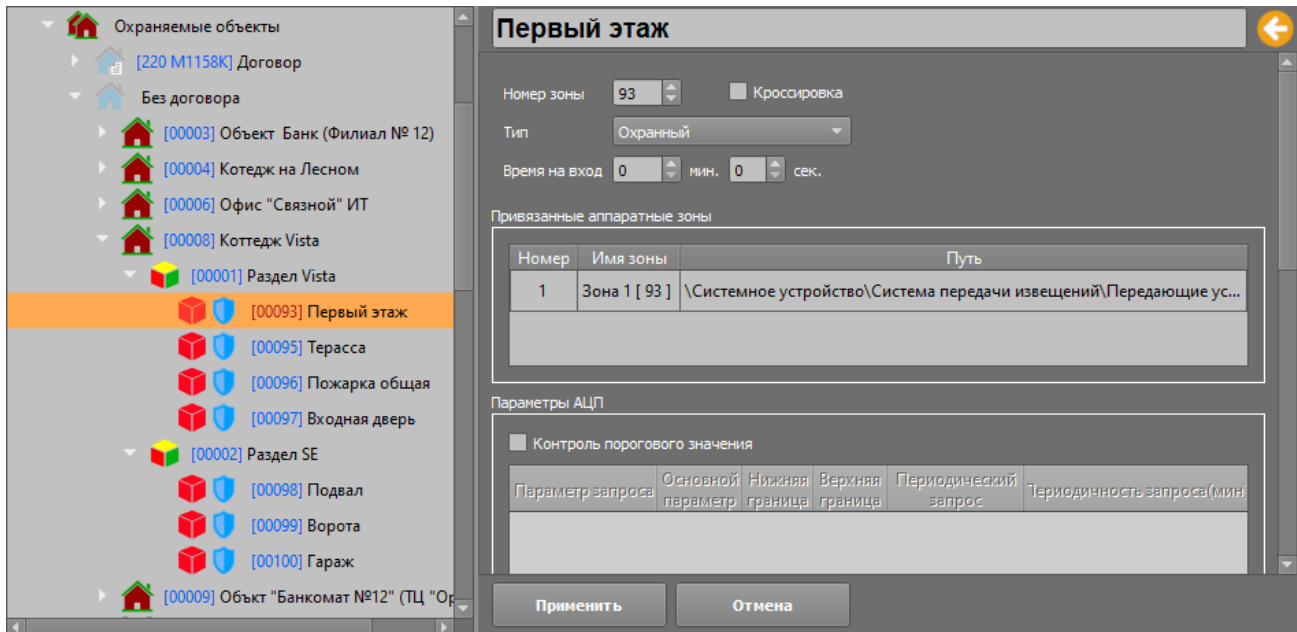 Охраняемые объекты
[220 M1158K] Договор
Без договора
[00003] Объект Банк (Филиал № 12)
[00004] Котедж на Лесном
[00006] Офис "Связной" ИТ
[00008] Коттедж Vista
[00001] Раздел Vista
[00093] Первый этаж
[00095] Терасса
[00096] Пожарка общая
[00097] Входная дверь
[00002] Раздел SE
[00098] Подвал
[00099] Ворота
[00100] Гараж
[00009] Объкт "Банкомат №12" (ТЦ "Ор
Первый этаж
Номер зоны 93 Кроссировка
Тип Охранный
Время на вход 0 мин. 0 сек.
Привязанные аппаратные зоны
Номер Имя зоны Путь
1 Зона 1 [ 93 ] \Системное устройство\Система передачи извещений\Передающие ус...
Параметры АЦП
Контроль порогового значения
Параметр запроса Основной параметр Нижняя граница Верхняя граница Периодический запрос Периодичность запроса(мин)
Применить Отмена